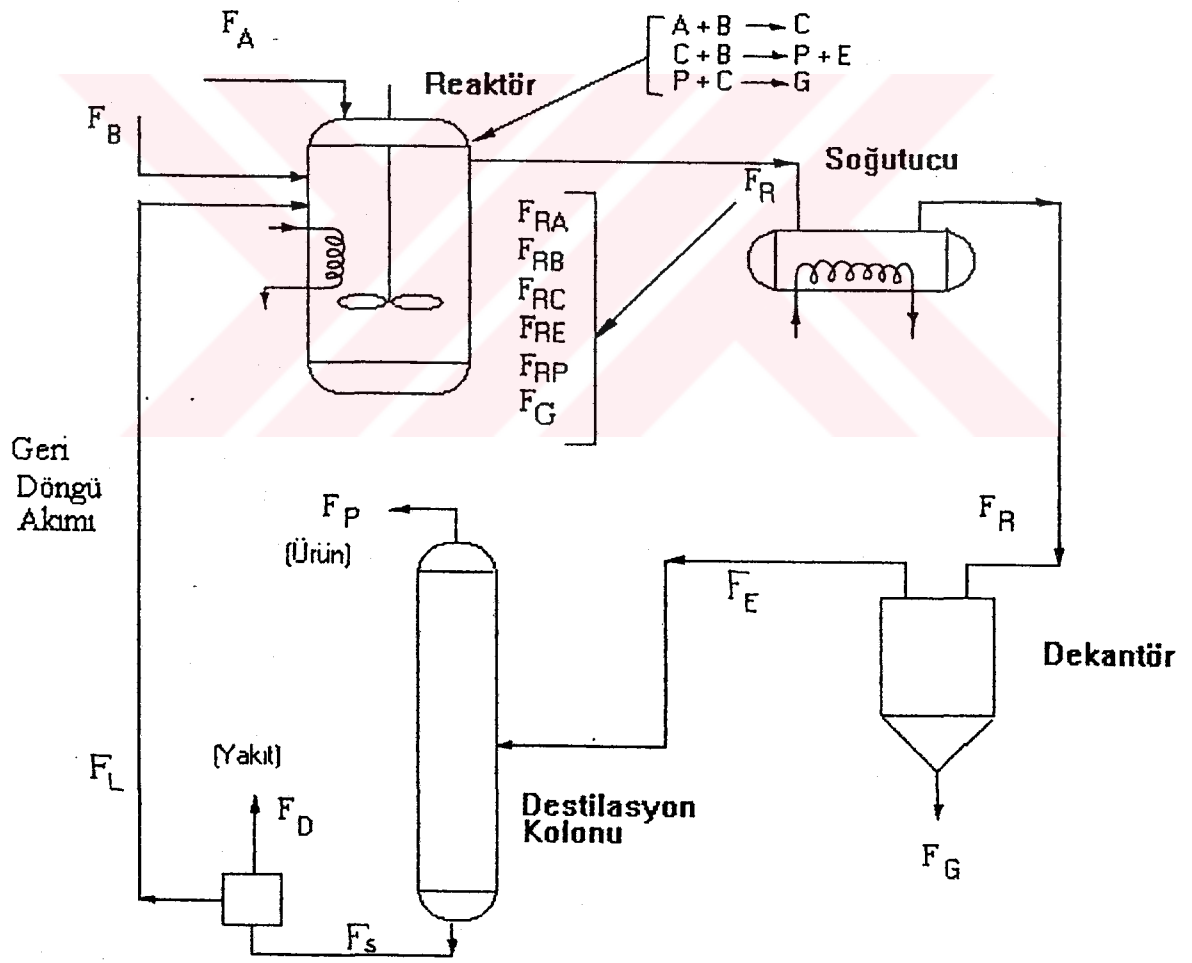 F_A
A + B → C
C + B → P + E
P + C → G
Reaktör
F_B
Soğutucu
F_R
F_RA
F_RB
F_RC
F_RE
F_RP
F_G
Geri
Döngü
Akımı
F_P
(Ürün)
F_R
F_E
Dekantör
(Yakıt)
F_L
F_D
Destilasyon
Kolonu
F_G
F_s